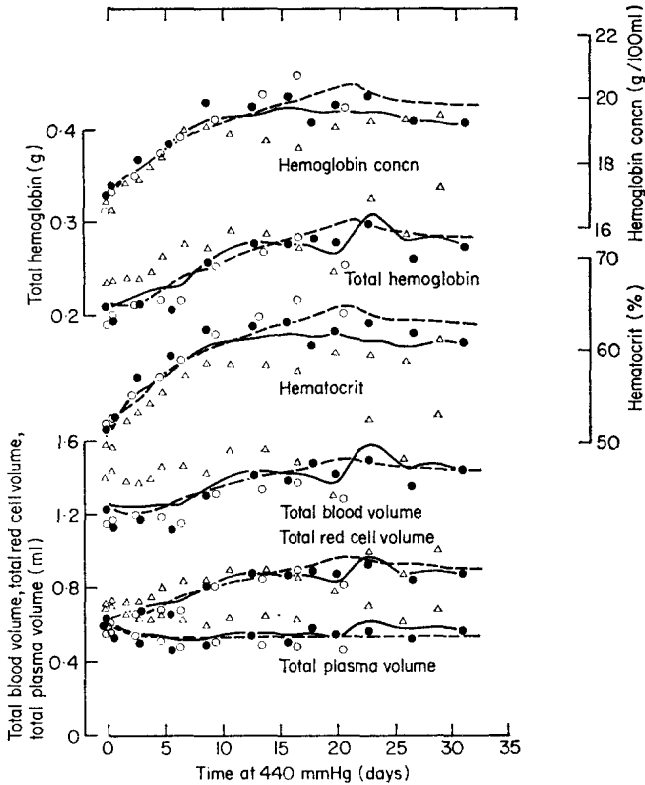 22
20
19
18
16
Hemoglobin concn (g/100ml)
0·4
0·3
0·2
Total hemoglobin (g)
Hemoglobin concn
Total hemoglobin
70
60
50
Hematocrit (%)
Hematocrit
1·6
1·2
0·8
0·4
0
Total blood volume, total red cell volume,
total plasma volume (ml)
Total blood volume
Total red cell volume
Total plasma volume
0 5 10 15 20 25 30 35
Time at 440 mmHg (days)